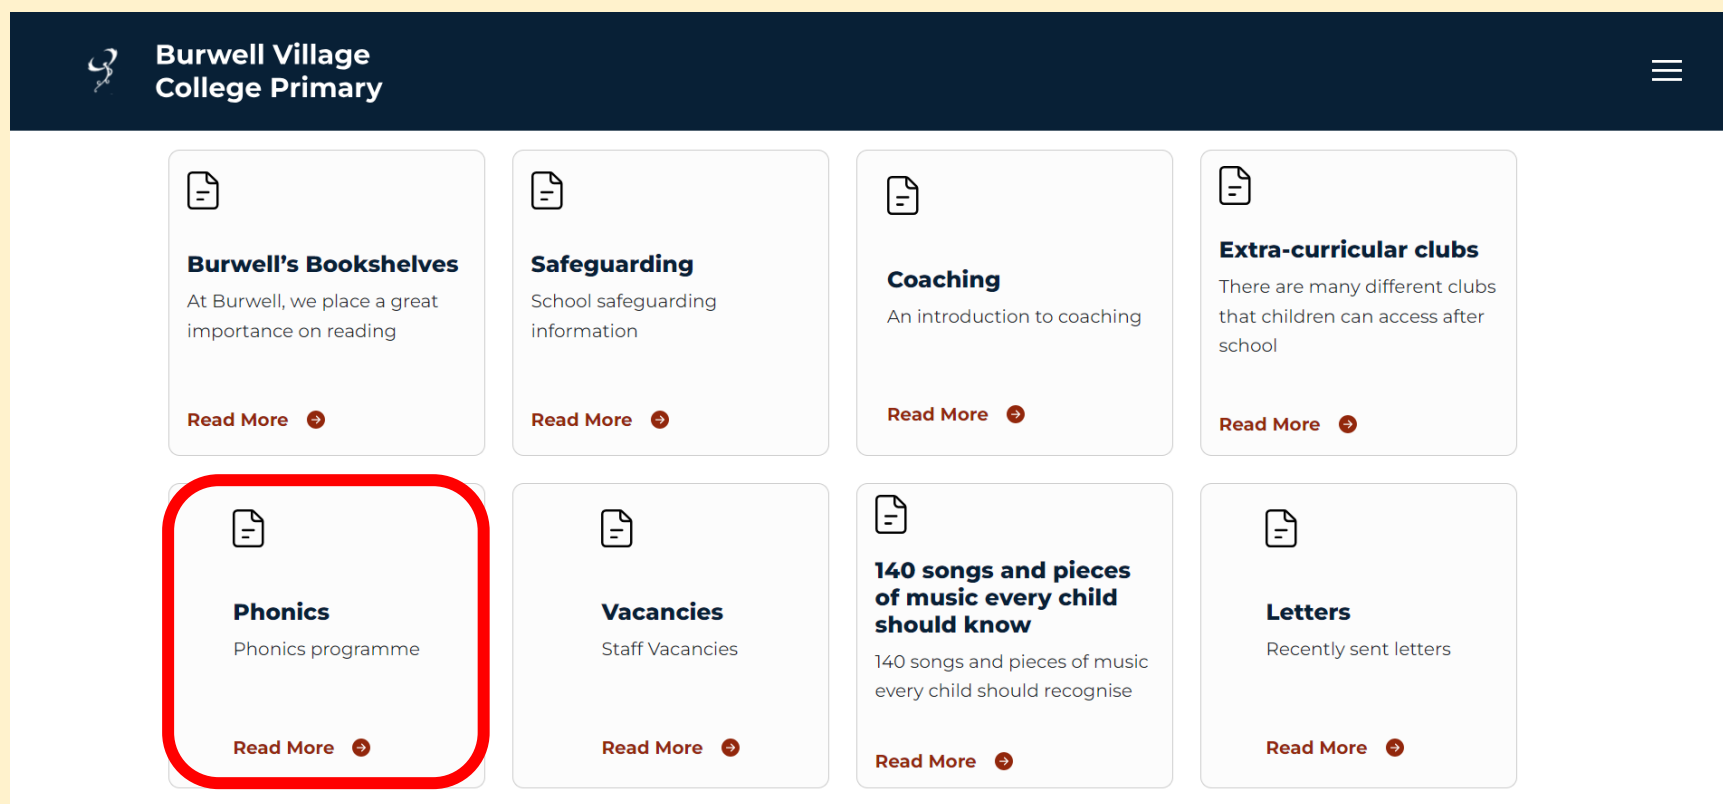 Burwell Village
College Primary
Burwell’s Bookshelves
At Burwell, we place a great
importance on reading
Read More
Safeguarding
School safeguarding
information
Read More
Coaching
An introduction to coaching
Read More
Extra-curricular clubs
There are many different clubs
that children can access after
school
Read More
Phonics
Phonics programme
Read More
Vacancies
Staff Vacancies
Read More
140 songs and pieces
of music every child
should know
140 songs and pieces of music
every child should recognise
Read More
Letters
Recently sent letters
Read More